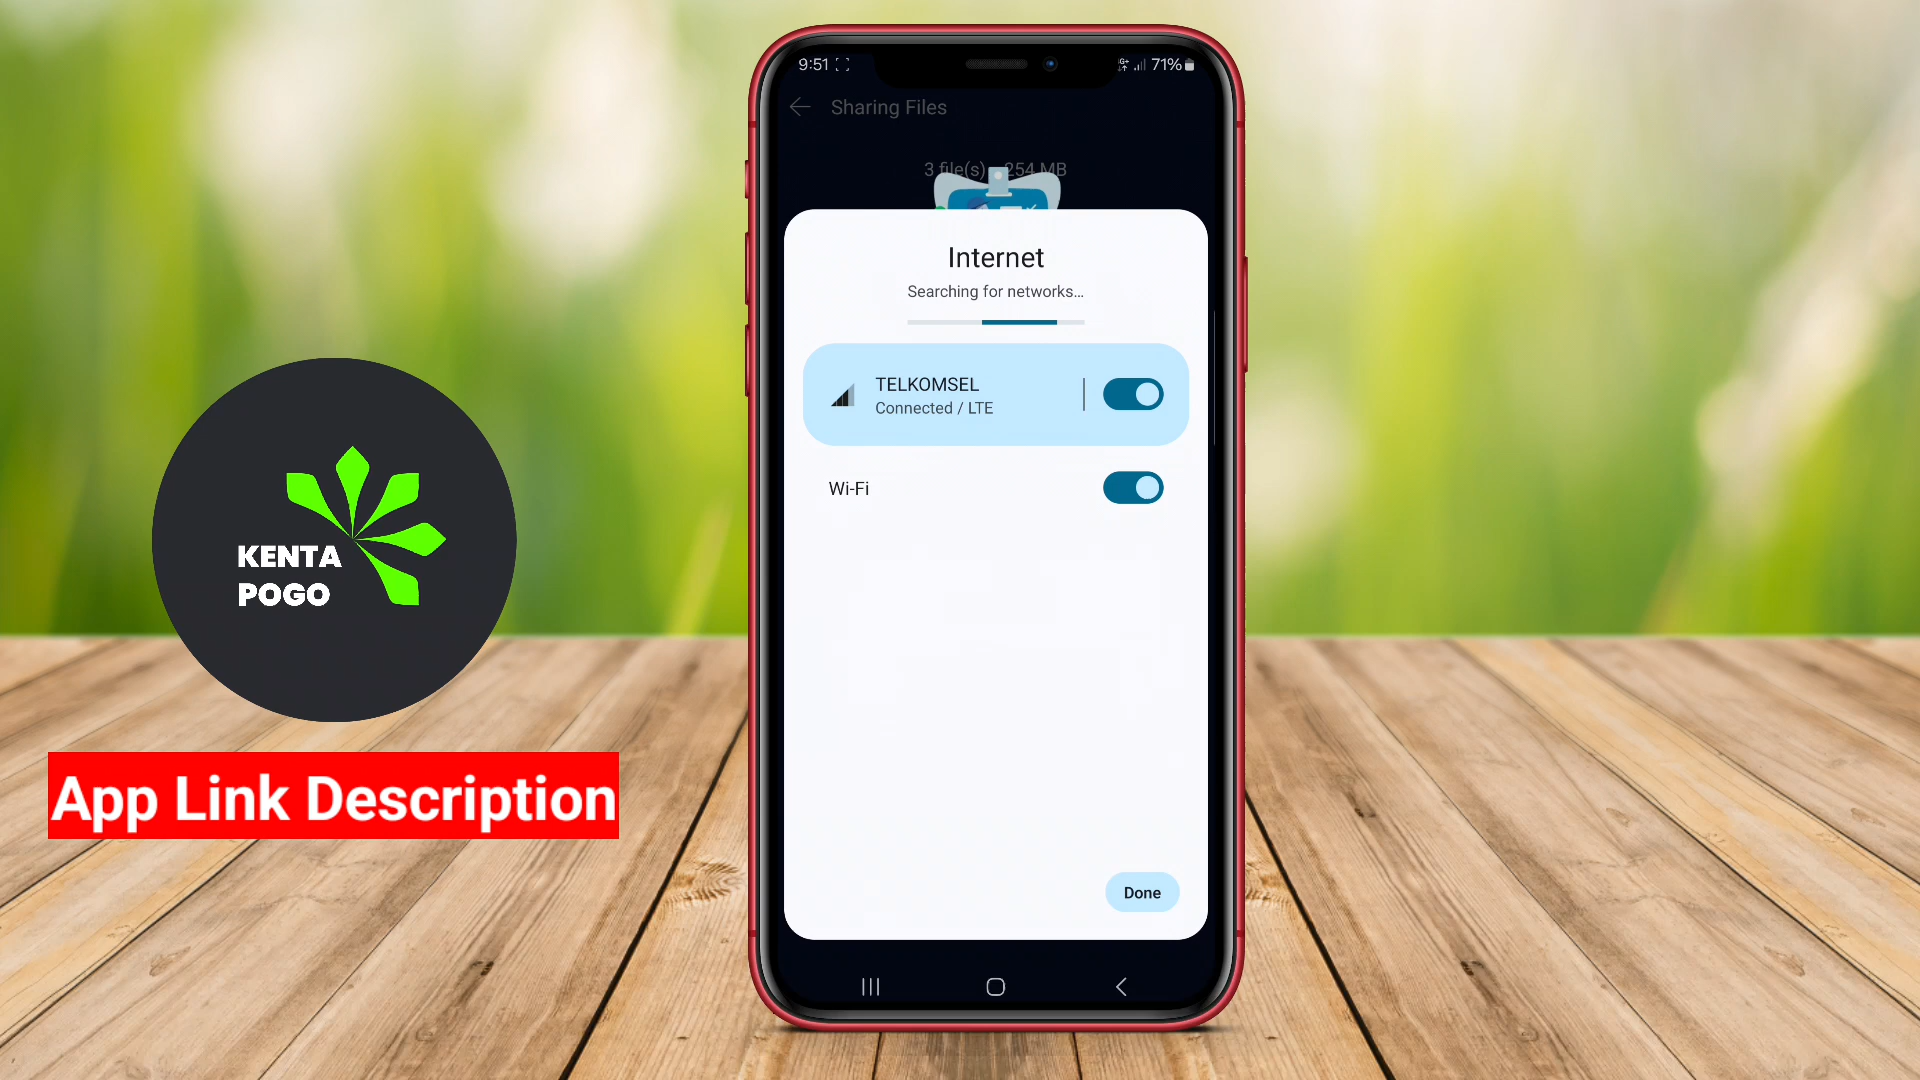 9:51
71%
Sharing Files
3 file(s)
254 MB
Internet
Searching for networks...
TELKOMSEL
Connected / LTE
Wi-Fi
Done
KENTA
POGO
App Link Description